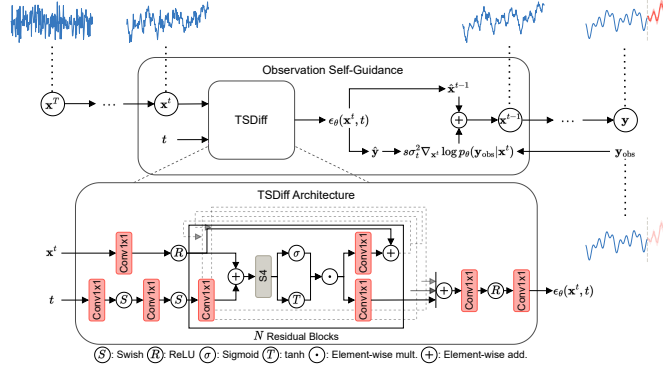 Observation Self-Guidance
x^T ... x^t
TSDiff
t
ϵ_θ(x^t, t)
x̂^{t−1}
+
x^{t−1} ... y
ŷ
sσ_t^2∇_{x^t} log p_θ(y_obs|x^t)
y_obs
TSDiff Architecture
x^t
Conv1x1
R
t
Conv1x1
S
Conv1x1
S
Conv1x1
+
S4
σ
T
·
Conv1x1
+
Conv1x1
+
Conv1x1
R
Conv1x1
ϵ_θ(x^t, t)
N Residual Blocks
S: Swish R: ReLU σ: Sigmoid T: tanh ·: Element-wise mult. +: Element-wise add.